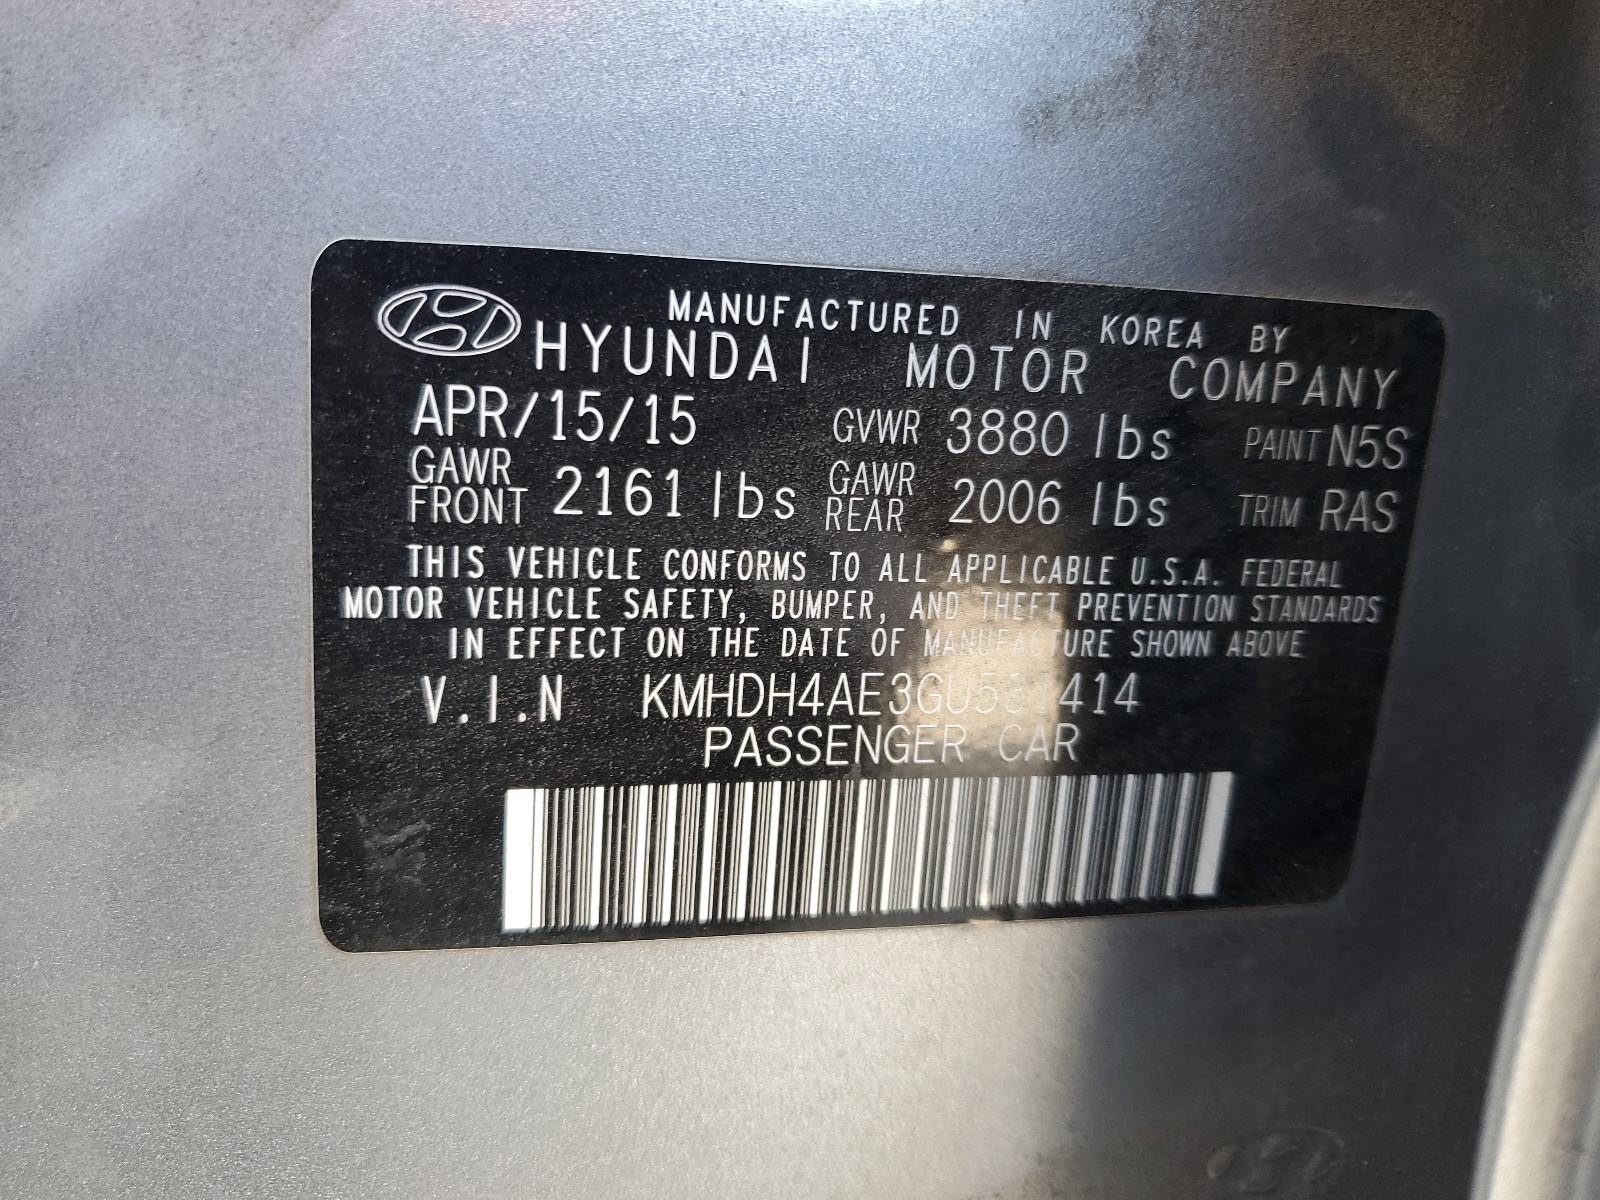 MANUFACTURED IN KOREA BY
HYUNDAI MOTOR COMPANY
APR/15/15 GVWR 3880 lbs PAINT N5S
GAWR FRONT 2161 lbs GAWR REAR 2006 lbs TRIM RAS
THIS VEHICLE CONFORMS TO ALL APPLICABLE U.S.A. FEDERAL
MOTOR VEHICLE SAFETY, BUMPER, AND THEFT PREVENTION STANDARDS
IN EFFECT ON THE DATE OF MANUFACTURE SHOWN ABOVE
V.I.N
PASSENGER CAR